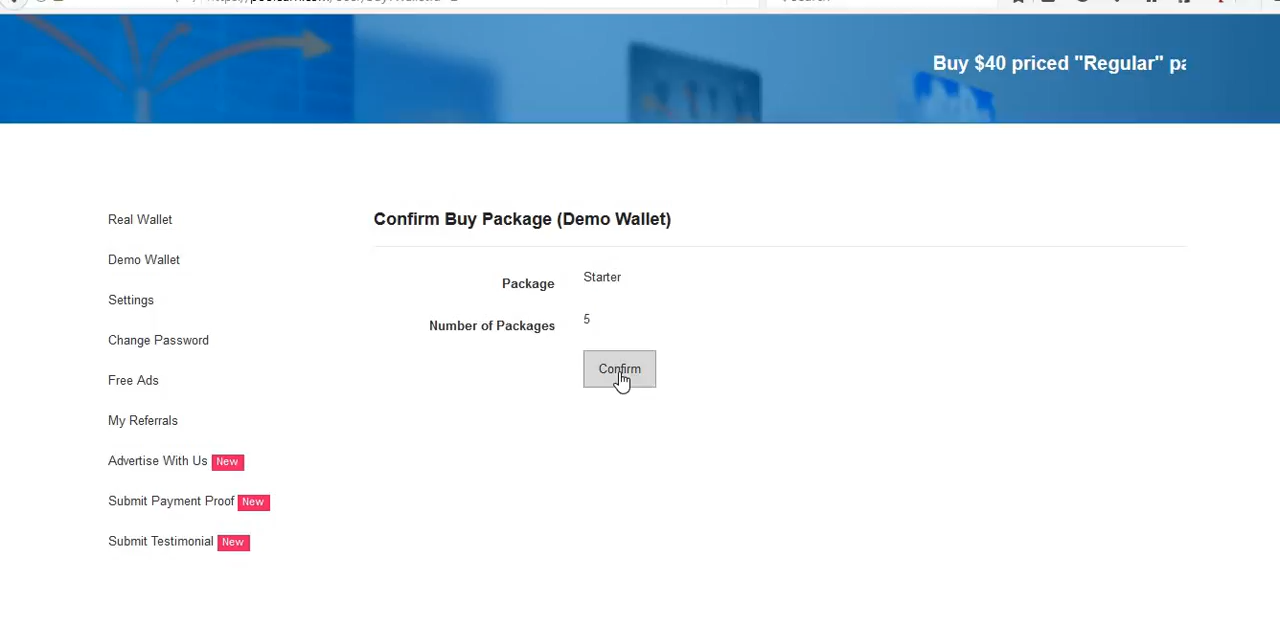 Buy $40 priced "Regular"
Real Wallet
Demo Wallet
Settings
Change Password
Free Ads
My Referrals
Advertise With Us New
Submit Payment Proof New
Submit Testimonial New
Confirm Buy Package (Demo Wallet)
Package Starter
Number of Packages 5
Confirm